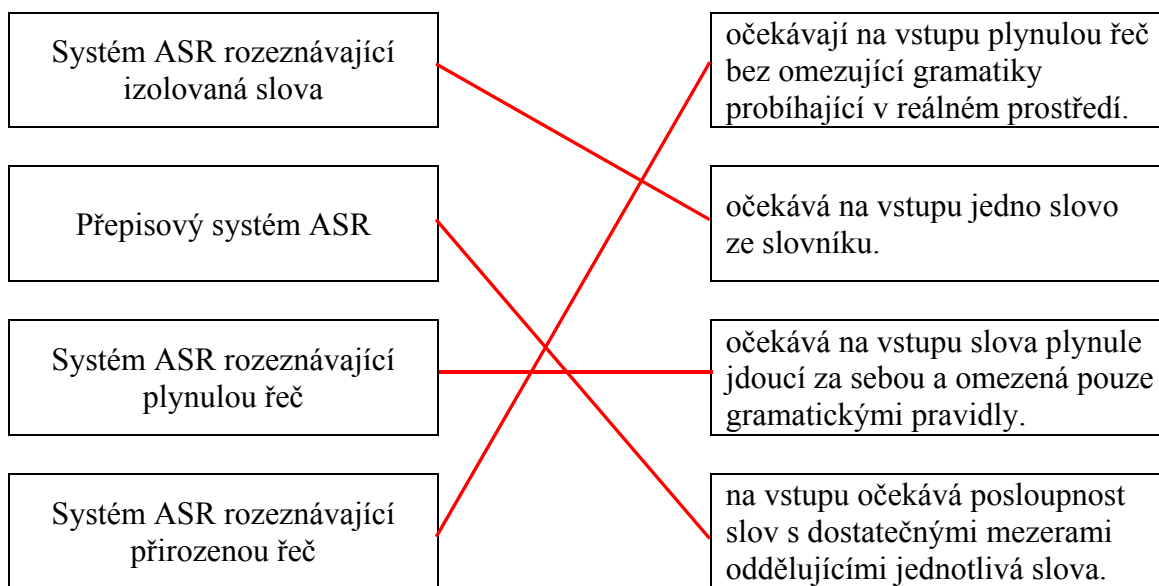 Systém ASR rozeznávající
izolovaná slova
očekávají na vstupu plynulou řeč
bez omezující gramatiky
probíhající v reálném prostředí.
Přepisový systém ASR
očekává na vstupu jedno slovo
ze slovníku.
Systém ASR rozeznávající
plynulou řeč
očekává na vstupu slova plynule
jdoucí za sebou a omezená pouze
gramatickými pravidly.
Systém ASR rozeznávající
přirozenou řeč
na vstupu očekává posloupnost
slov s dostatečnými mezerami
oddělujícími jednotlivá slova.